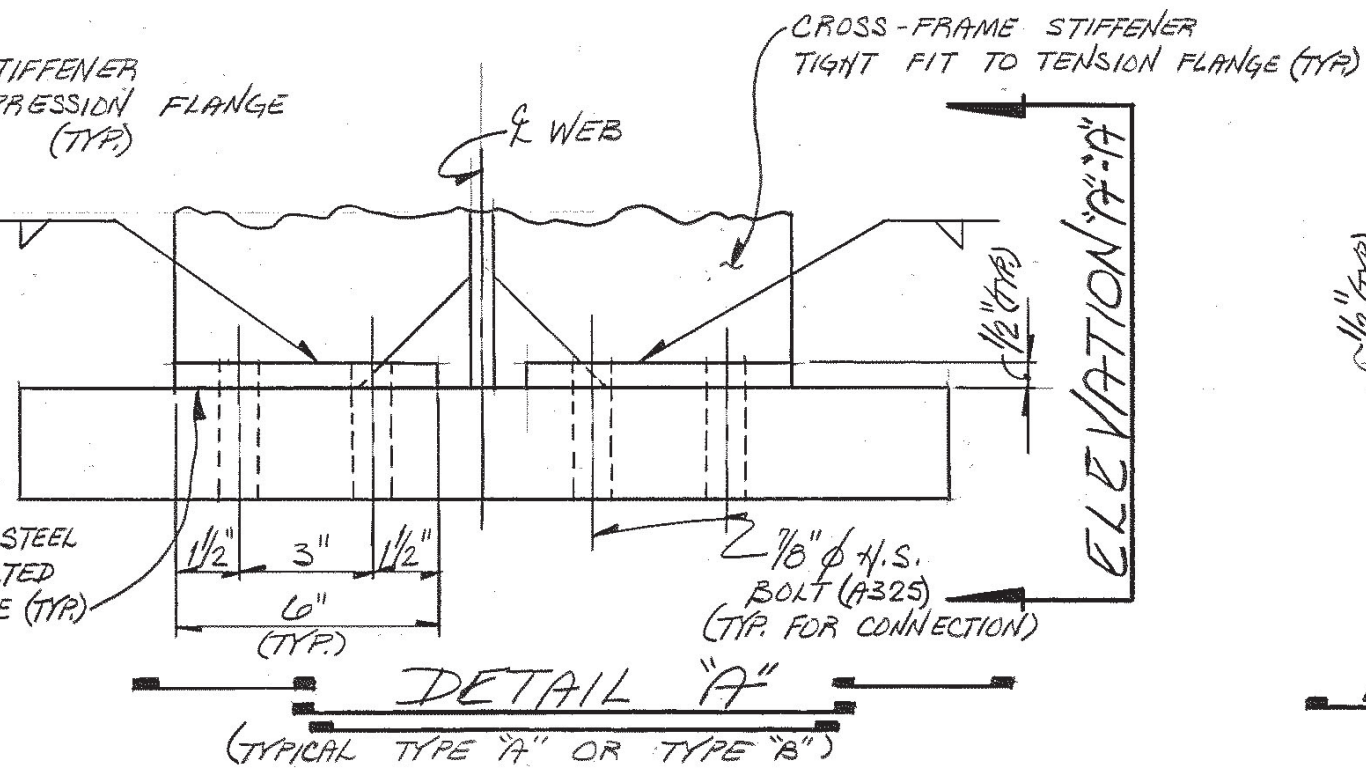 CROSS-FRAME STIFFENER
TIGHT FIT TO TENSION FLANGE (TYP.)
TIFFENER
PRESSION FLANGE
(TYP.)
℄ WEB
1/2" (TYP.)
ELEVATION "A"-"A"
1/2" (TYP.)
STEEL
TED
E (TYP.)
1 1/2" 3" 1 1/2"
6"
(TYP.)
7/8" ϕ H.S.
BOLT (A325)
(TYP. FOR CONNECTION)
DETAIL "A"
(TYPICAL TYPE "A" OR TYPE "B")